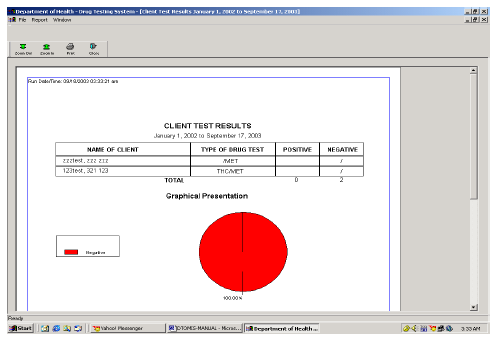 Department of Health - Drug Testing System - [Client Test Results January 1, 2002 to September 17, 2003]
File Report Window
Zoom Out Zoom In Print Close
Run Date/Time: 09/18/2003 03:33:21 am
CLIENT TEST RESULTS
January 1, 2002 to September 17, 2003
NAME OF CLIENT TYPE OF DRUG TEST POSITIVE NEGATIVE
zzztest, zzz zzz /MET /
123test, 321 123 THC/MET /
TOTAL 0 2
Graphical Presentation
Negative
100.00%
Ready
Start Yahoo! Messenger DTOMIS-MANUAL - Micros... Department of Health ... 3:33 AM